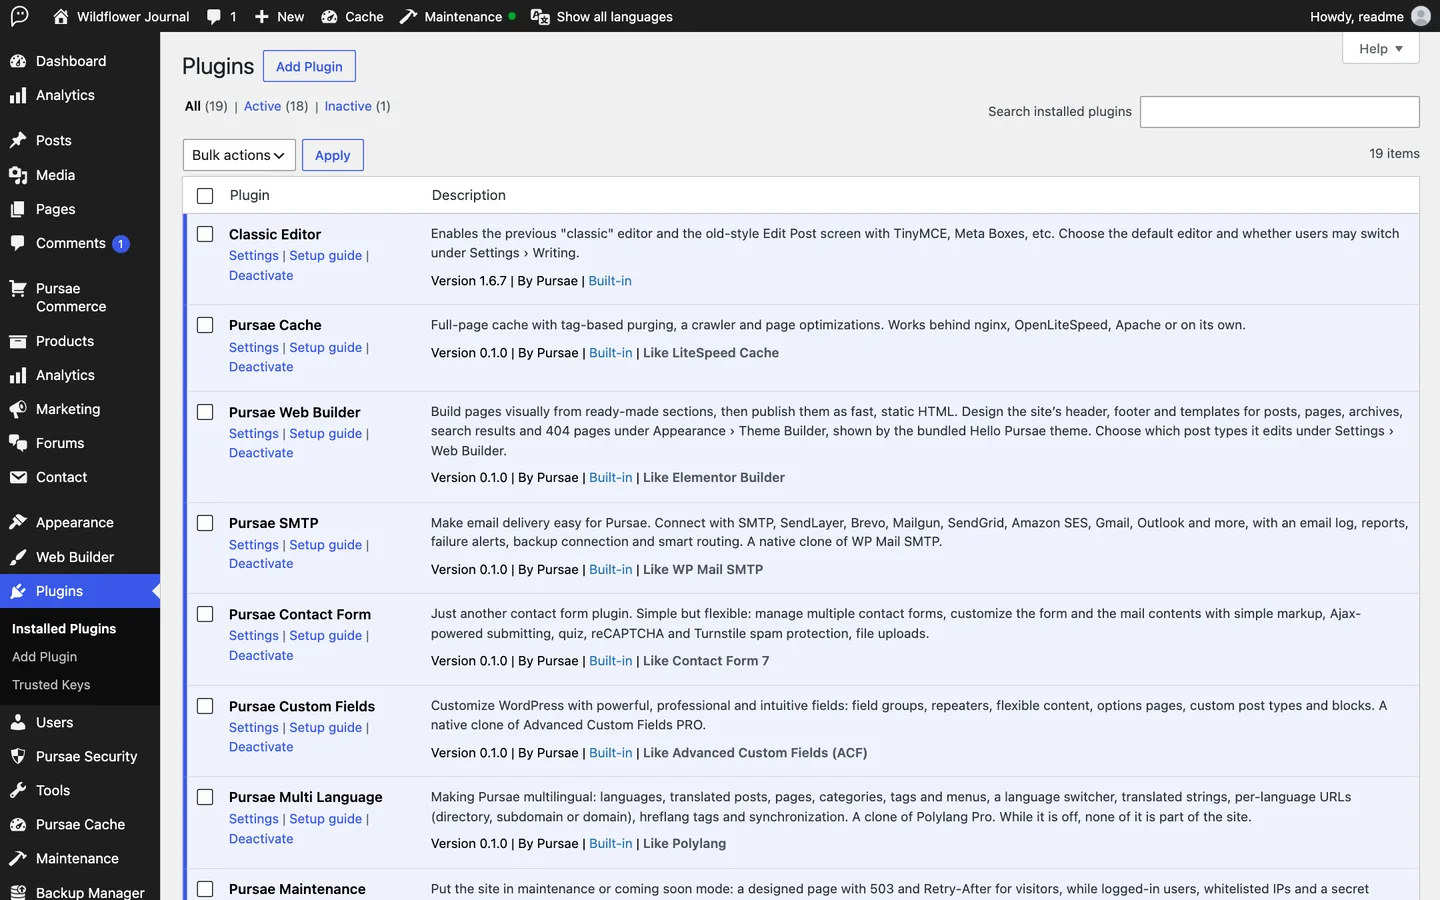 Wildflower Journal
1
New
Cache
Maintenance
Show all languages
Howdy, readme
Help
Dashboard
Analytics
Posts
Media
Pages
Comments 1
Pursae
Commerce
Products
Analytics
Marketing
Forums
Contact
Appearance
Web Builder
Plugins
Installed Plugins
Add Plugin
Trusted Keys
Users
Pursae Security
Tools
Pursae Cache
Maintenance
Backup Manager
Plugins
Add Plugin
All (19) | Active (18) | Inactive (1)
Search installed plugins
Bulk actions
Apply
19 items
Plugin
Description
Classic Editor
Settings | Setup guide |
Deactivate
Enables the previous "classic" editor and the old-style Edit Post screen with TinyMCE, Meta Boxes, etc. Choose the default editor and whether users may switch
under Settings › Writing.
Version 1.6.7 | By Pursae | Built-in
Pursae Cache
Settings | Setup guide |
Deactivate
Full-page cache with tag-based purging, a crawler and page optimizations. Works behind nginx, OpenLiteSpeed, Apache or on its own.
Version 0.1.0 | By Pursae | Built-in | Like LiteSpeed Cache
Pursae Web Builder
Settings | Setup guide |
Deactivate
Build pages visually from ready-made sections, then publish them as fast, static HTML. Design the site's header, footer and templates for posts, pages, archives,
search results and 404 pages under Appearance › Theme Builder, shown by the bundled Hello Pursae theme. Choose which post types it edits under Settings ›
Web Builder.
Version 0.1.0 | By Pursae | Built-in | Like Elementor Builder
Pursae SMTP
Settings | Setup guide |
Deactivate
Make email delivery easy for Pursae. Connect with SMTP, SendLayer, Brevo, Mailgun, SendGrid, Amazon SES, Gmail, Outlook and more, with an email log, reports,
failure alerts, backup connection and smart routing. A native clone of WP Mail SMTP.
Version 0.1.0 | By Pursae | Built-in | Like WP Mail SMTP
Pursae Contact Form
Settings | Setup guide |
Deactivate
Just another contact form plugin. Simple but flexible: manage multiple contact forms, customize the form and the mail contents with simple markup, Ajax-
powered submitting, quiz, reCAPTCHA and Turnstile spam protection, file uploads.
Version 0.1.0 | By Pursae | Built-in | Like Contact Form 7
Pursae Custom Fields
Settings | Setup guide |
Deactivate
Customize WordPress with powerful, professional and intuitive fields: field groups, repeaters, flexible content, options pages, custom post types and blocks. A
native clone of Advanced Custom Fields PRO.
Version 0.1.0 | By Pursae | Built-in | Like Advanced Custom Fields (ACF)
Pursae Multi Language
Settings | Setup guide |
Deactivate
Making Pursae multilingual: languages, translated posts, pages, categories, tags and menus, a language switcher, translated strings, per-language URLs
(directory, subdomain or domain), hreflang tags and synchronization. A clone of Polylang Pro. While it is off, none of it is part of the site.
Version 0.1.0 | By Pursae | Built-in | Like Polylang
Pursae Maintenance
Put the site in maintenance or coming soon mode: a designed page with 503 and Retry-After for visitors, while logged-in users, whitelisted IPs and a secret